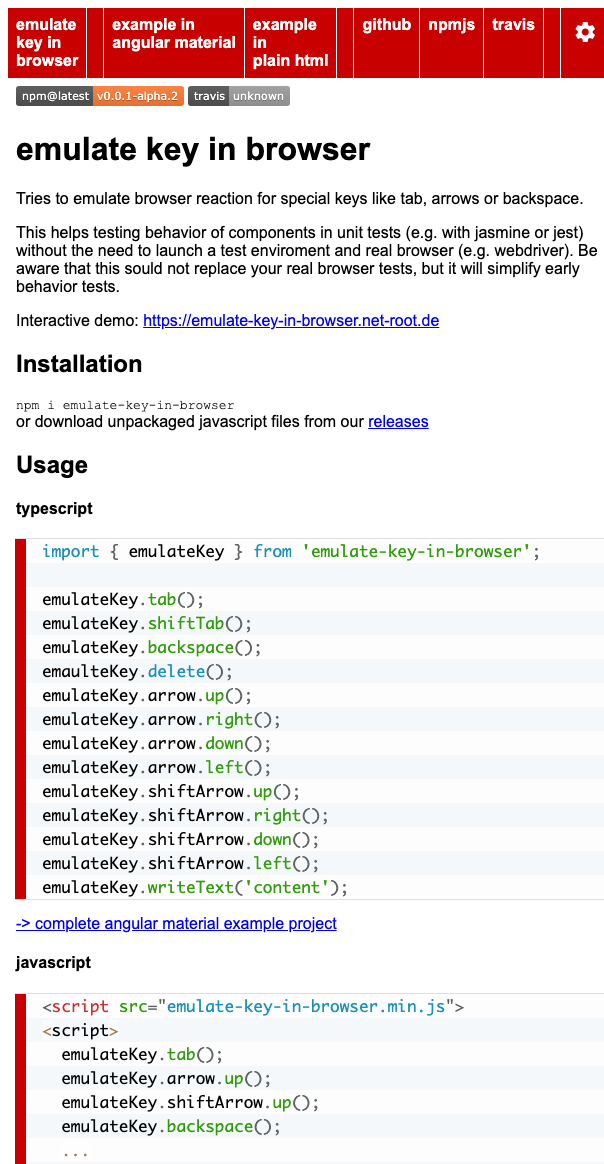 emulate
key in
browser
example in
angular material
example
in
plain html
github
npmjs
travis
npm@latest v0.0.1-alpha.2 travis unknown
emulate key in browser
Tries to emulate browser reaction for special keys like tab, arrows or backspace.
This helps testing behavior of components in unit tests (e.g. with jasmine or jest)
without the need to launch a test enviroment and real browser (e.g. webdriver). Be
aware that this sould not replace your real browser tests, but it will simplify early
behavior tests.
Interactive demo: https://emulate-key-in-browser.net-root.de
Installation
npm i emulate-key-in-browser
or download unpackaged javascript files from our releases
Usage
typescript
import { emulateKey } from 'emulate-key-in-browser';
emulateKey.tab();
emulateKey.shiftTab();
emulateKey.backspace();
emaulteKey.delete();
emulateKey.arrow.up();
emulateKey.arrow.right();
emulateKey.arrow.down();
emulateKey.arrow.left();
emulateKey.shiftArrow.up();
emulateKey.shiftArrow.right();
emulateKey.shiftArrow.down();
emulateKey.shiftArrow.left();
emulateKey.writeText('content');
-> complete angular material example project
javascript
<script src="emulate-key-in-browser.min.js">
<script>
emulateKey.tab();
emulateKey.arrow.up();
emulateKey.shiftArrow.up();
emulateKey.backspace();
...